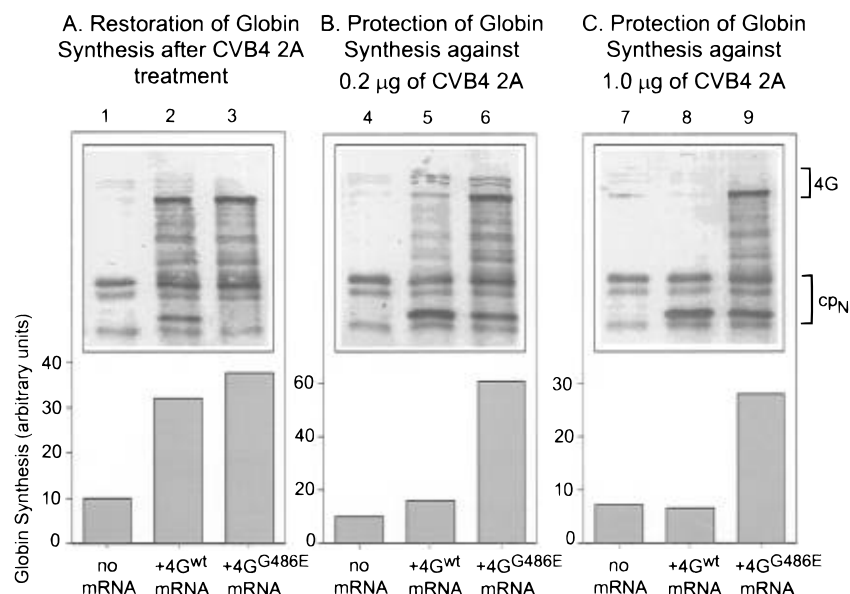 A. Restoration of Globin
Synthesis after CVB4 2A
treatment
B. Protection of Globin
Synthesis against
0.2 μg of CVB4 2A
C. Protection of Globin
Synthesis against
1.0 μg of CVB4 2A
1 2 3
4 5 6
7 8 9
4G
cpN
Globin Synthesis (arbitrary units)
40
30
20
10
0
60
40
20
0
30
20
10
0
no
mRNA
+4Gwt
mRNA
+4GG486E
mRNA
no
mRNA
+4Gwt
mRNA
+4GG486E
mRNA
no
mRNA
+4Gwt
mRNA
+4GG486E
mRNA